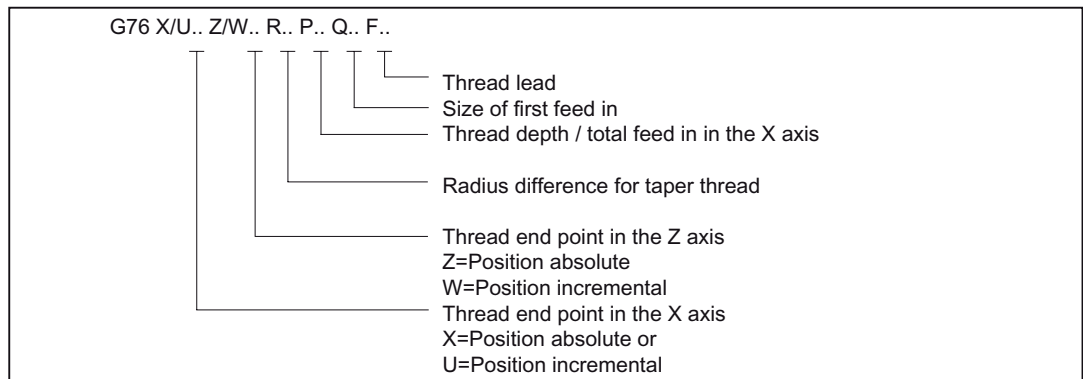 G76 X/U.. Z/W.. R.. P.. Q.. F..
Thread lead
Size of first feed in
Thread depth / total feed in in the X axis
Radius difference for taper thread
Thread end point in the Z axis
Z=Position absolute
W=Position incremental
Thread end point in the X axis
X=Position absolute or
U=Position incremental